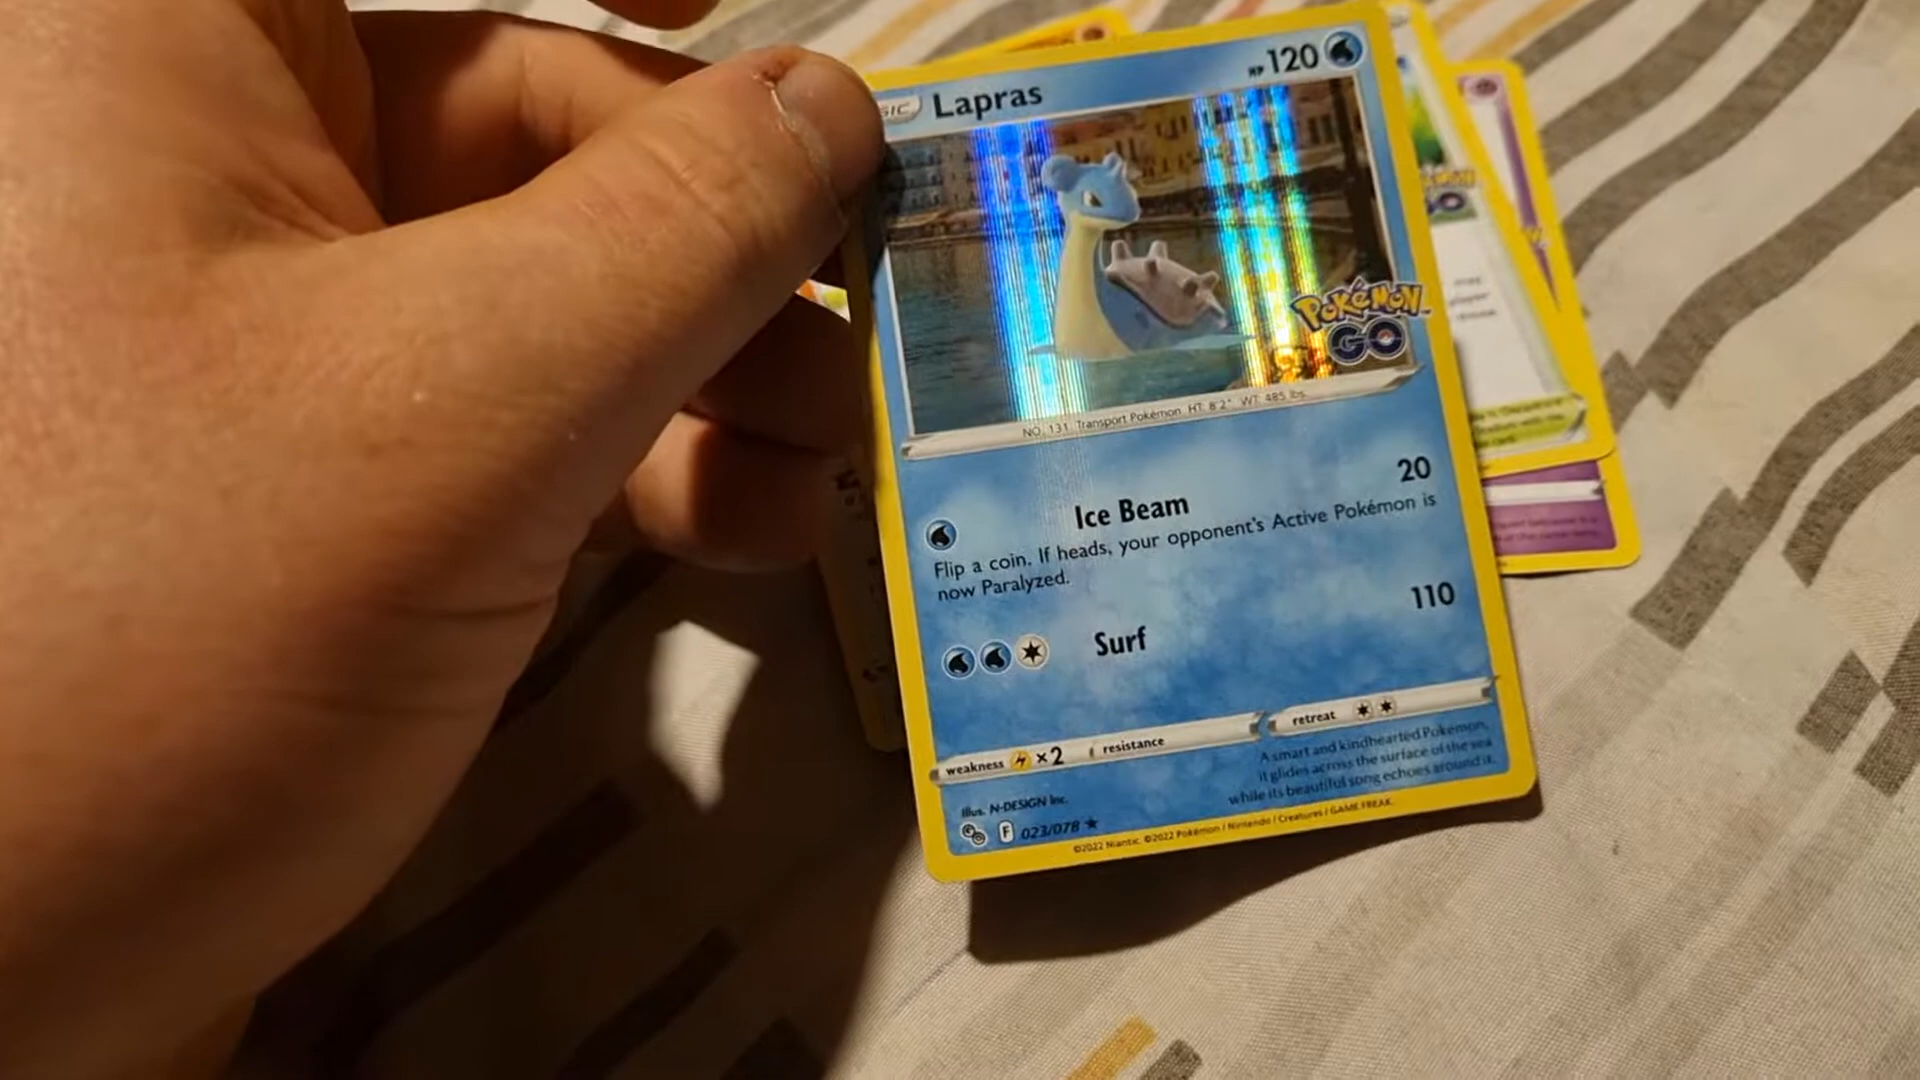 SIC Lapras HP 120
POKéMON
GO
NO. 131 Transport Pokémon HT: 8'2" WT: 485 lbs.
Ice Beam 20
Flip a coin. If heads, your opponent's Active Pokémon is
now Paralyzed.
Surf 110
weakness ×2 resistance retreat
A smart and kindhearted Pokémon,
it glides across the surface of the sea
while its beautiful song echoes around it.
Illus. N-DESIGN Inc.
F 023/078
©2022 Niantic. ©2022 Pokémon / Nintendo / Creatures / GAME FREAK.
GO